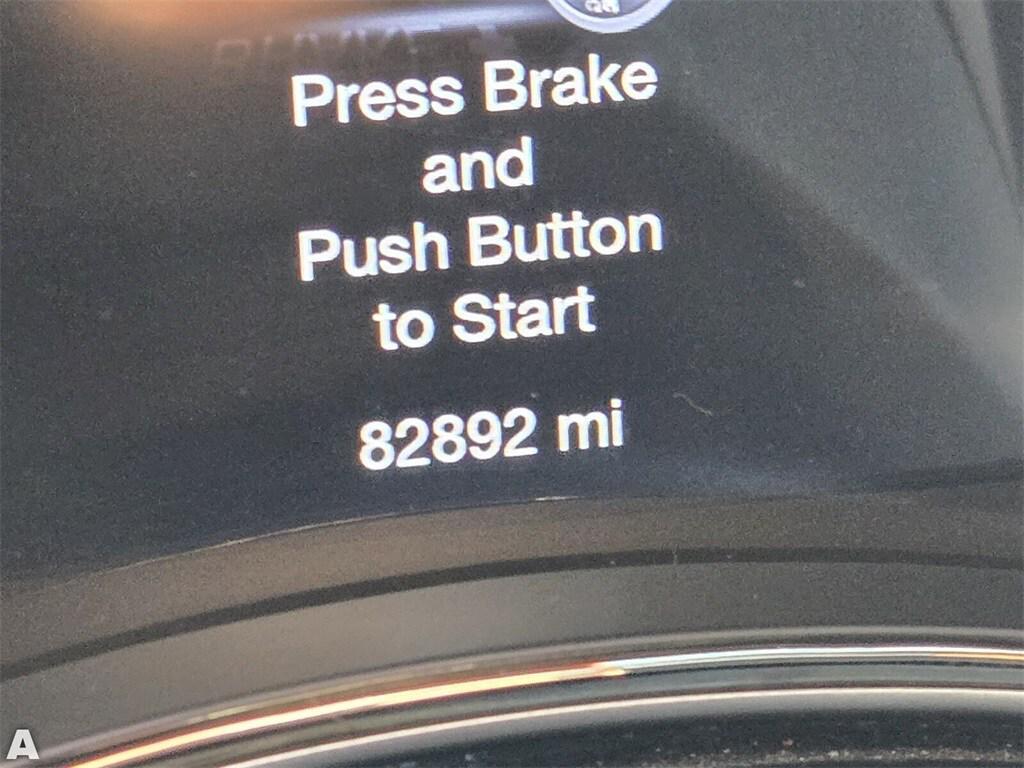 Press Brake
and
Push Button
to Start
82892 mi
A